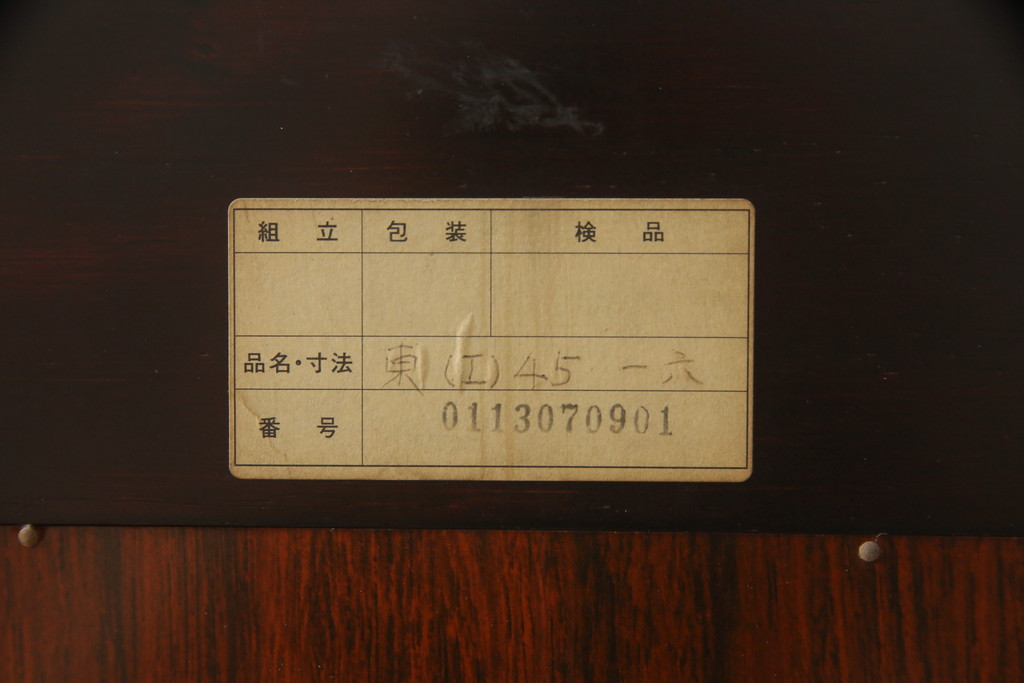 組立 包装 検品
品名・寸法 東(工)45 一六
番号 0113070901